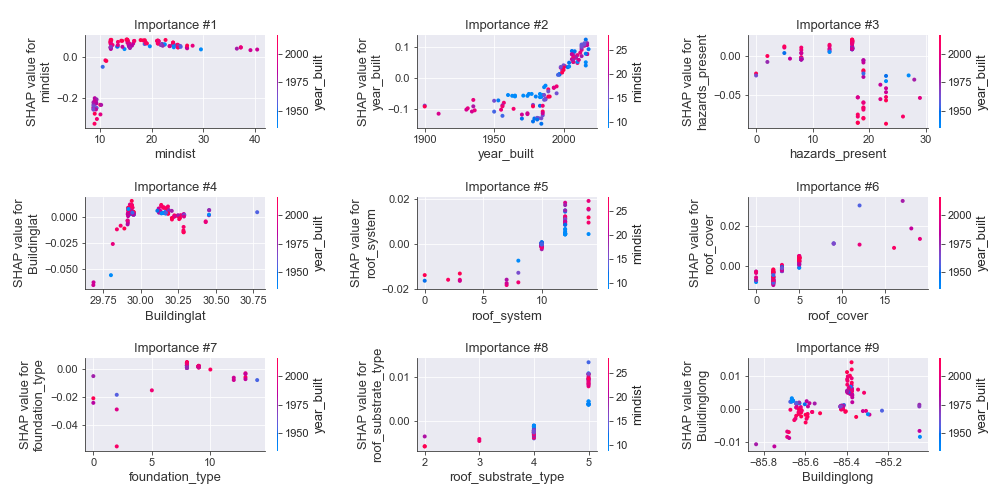 Importance #1
Importance #2
Importance #3
SHAP value for
mindist
0.0
−0.2
10
20
30
40
mindist
2000
1975
1950
year_built
SHAP value for
year_built
0.1
0.0
−0.1
1900
1950
2000
year_built
25
20
15
10
mindist
SHAP value for
hazards_present
0.00
−0.05
0
10
20
30
hazards_present
2000
1975
1950
year_built
Importance #4
Importance #5
Importance #6
SHAP value for
Buildinglat
0.000
−0.025
−0.050
29.75
30.00
30.25
30.50
30.75
Buildinglat
2000
1975
1950
year_built
SHAP value for
roof_system
0.02
0.00
−0.02
0
5
10
roof_system
25
20
15
10
mindist
SHAP value for
roof_cover
0.02
0.00
0
5
10
15
roof_cover
2000
1975
1950
year_built
Importance #7
Importance #8
Importance #9
SHAP value for
foundation_type
0.00
−0.02
−0.04
0
5
10
foundation_type
2000
1975
1950
year_built
SHAP value for
roof_substrate_type
0.01
0.00
2
3
4
5
roof_substrate_type
25
20
15
10
mindist
SHAP value for
Buildinglong
0.01
0.00
−0.01
−85.8
−85.6
−85.4
−85.2
Buildinglong
2000
1975
1950
year_built